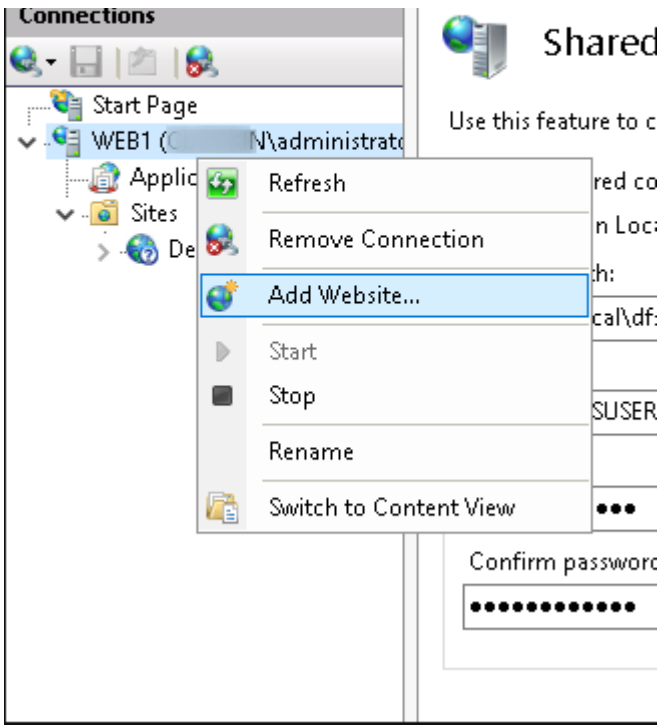 Connections
Start Page
WEB1 (
N\administrato
Applic
Sites
De
Refresh
Remove Connection
Add Website...
Start
Stop
Rename
Switch to Content View
Shared
Use this feature to c
red co
n Loca
h:
cal\df
SUSER
Confirm password